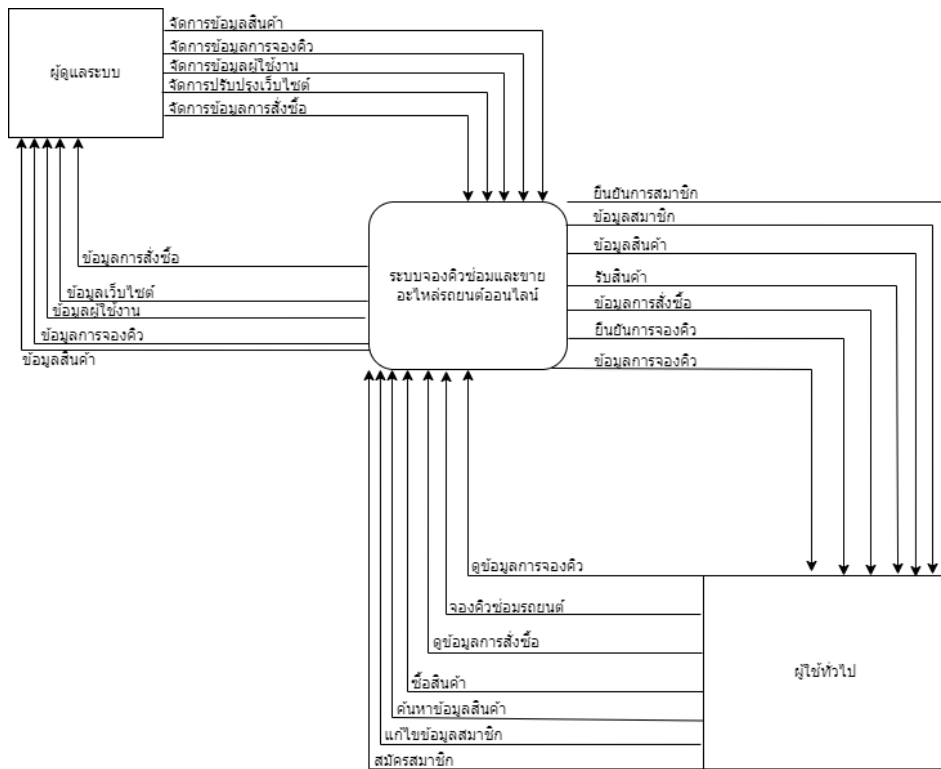 จัดการข้อมูลสินค้า
จัดการข้อมูลการจองคิว
จัดการข้อมูลผู้ใช้งาน
จัดการปรับปรุงเว็บไซต์
จัดการข้อมูลการสั่งซื้อ
ผู้ดูแลระบบ
ยืนยันการสมาชิก
ข้อมูลสมาชิก
ข้อมูลสินค้า
รับสินค้า
ข้อมูลการสั่งซื้อ
ยืนยันการจองคิว
ข้อมูลการจองคิว
ระบบจองคิวซ่อมและขาย
อะไหล่รถยนต์ออนไลน์
ข้อมูลการสั่งซื้อ
ข้อมูลเว็บไซต์
ข้อมูลผู้ใช้งาน
ข้อมูลการจองคิว
ข้อมูลสินค้า
ดูข้อมูลการจองคิว
จองคิวซ่อมรถยนต์
ดูข้อมูลการสั่งซื้อ
ซื้อสินค้า
ค้นหาข้อมูลสินค้า
แก้ไขข้อมูลสมาชิก
สมัครสมาชิก
ผู้ใช้ทั่วไป